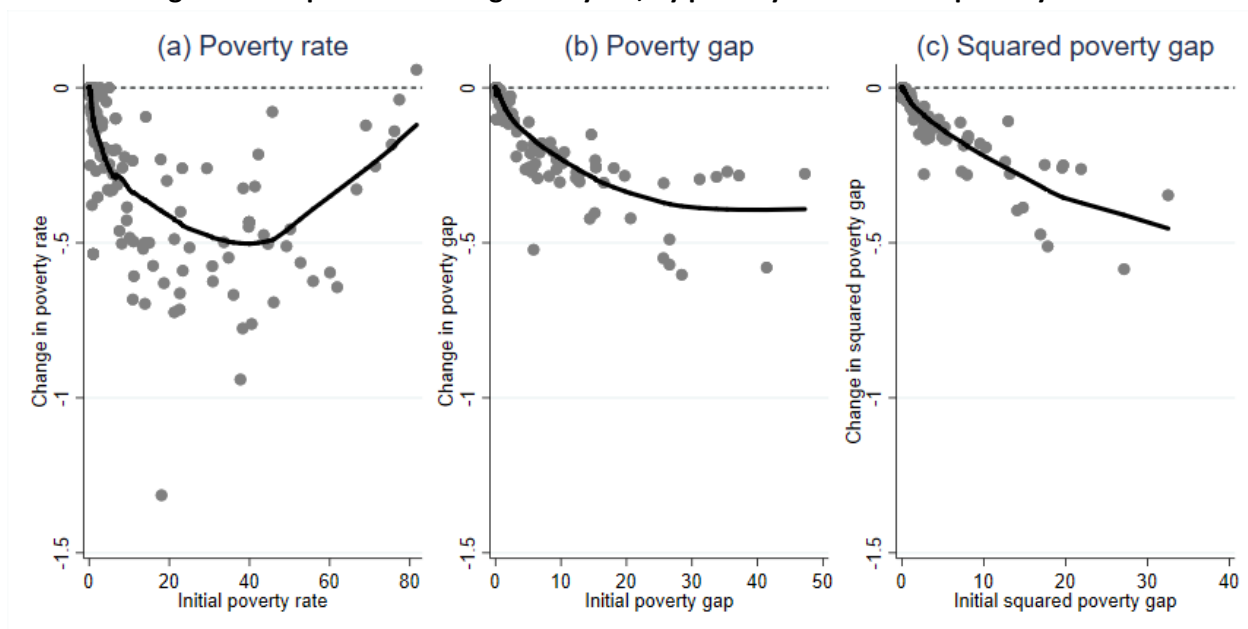 (a) Poverty rate
Change in poverty rate
0
-.5
-1
-1.5
0 20 40 60 80
Initial poverty rate
(b) Poverty gap
Change in poverty gap
0
-.5
-1
-1.5
0 10 20 30 40 50
Initial poverty gap
(c) Squared poverty gap
Change in squared poverty gap
0
-.5
-1
-1.5
0 10 20 30 40
Initial squared poverty gap